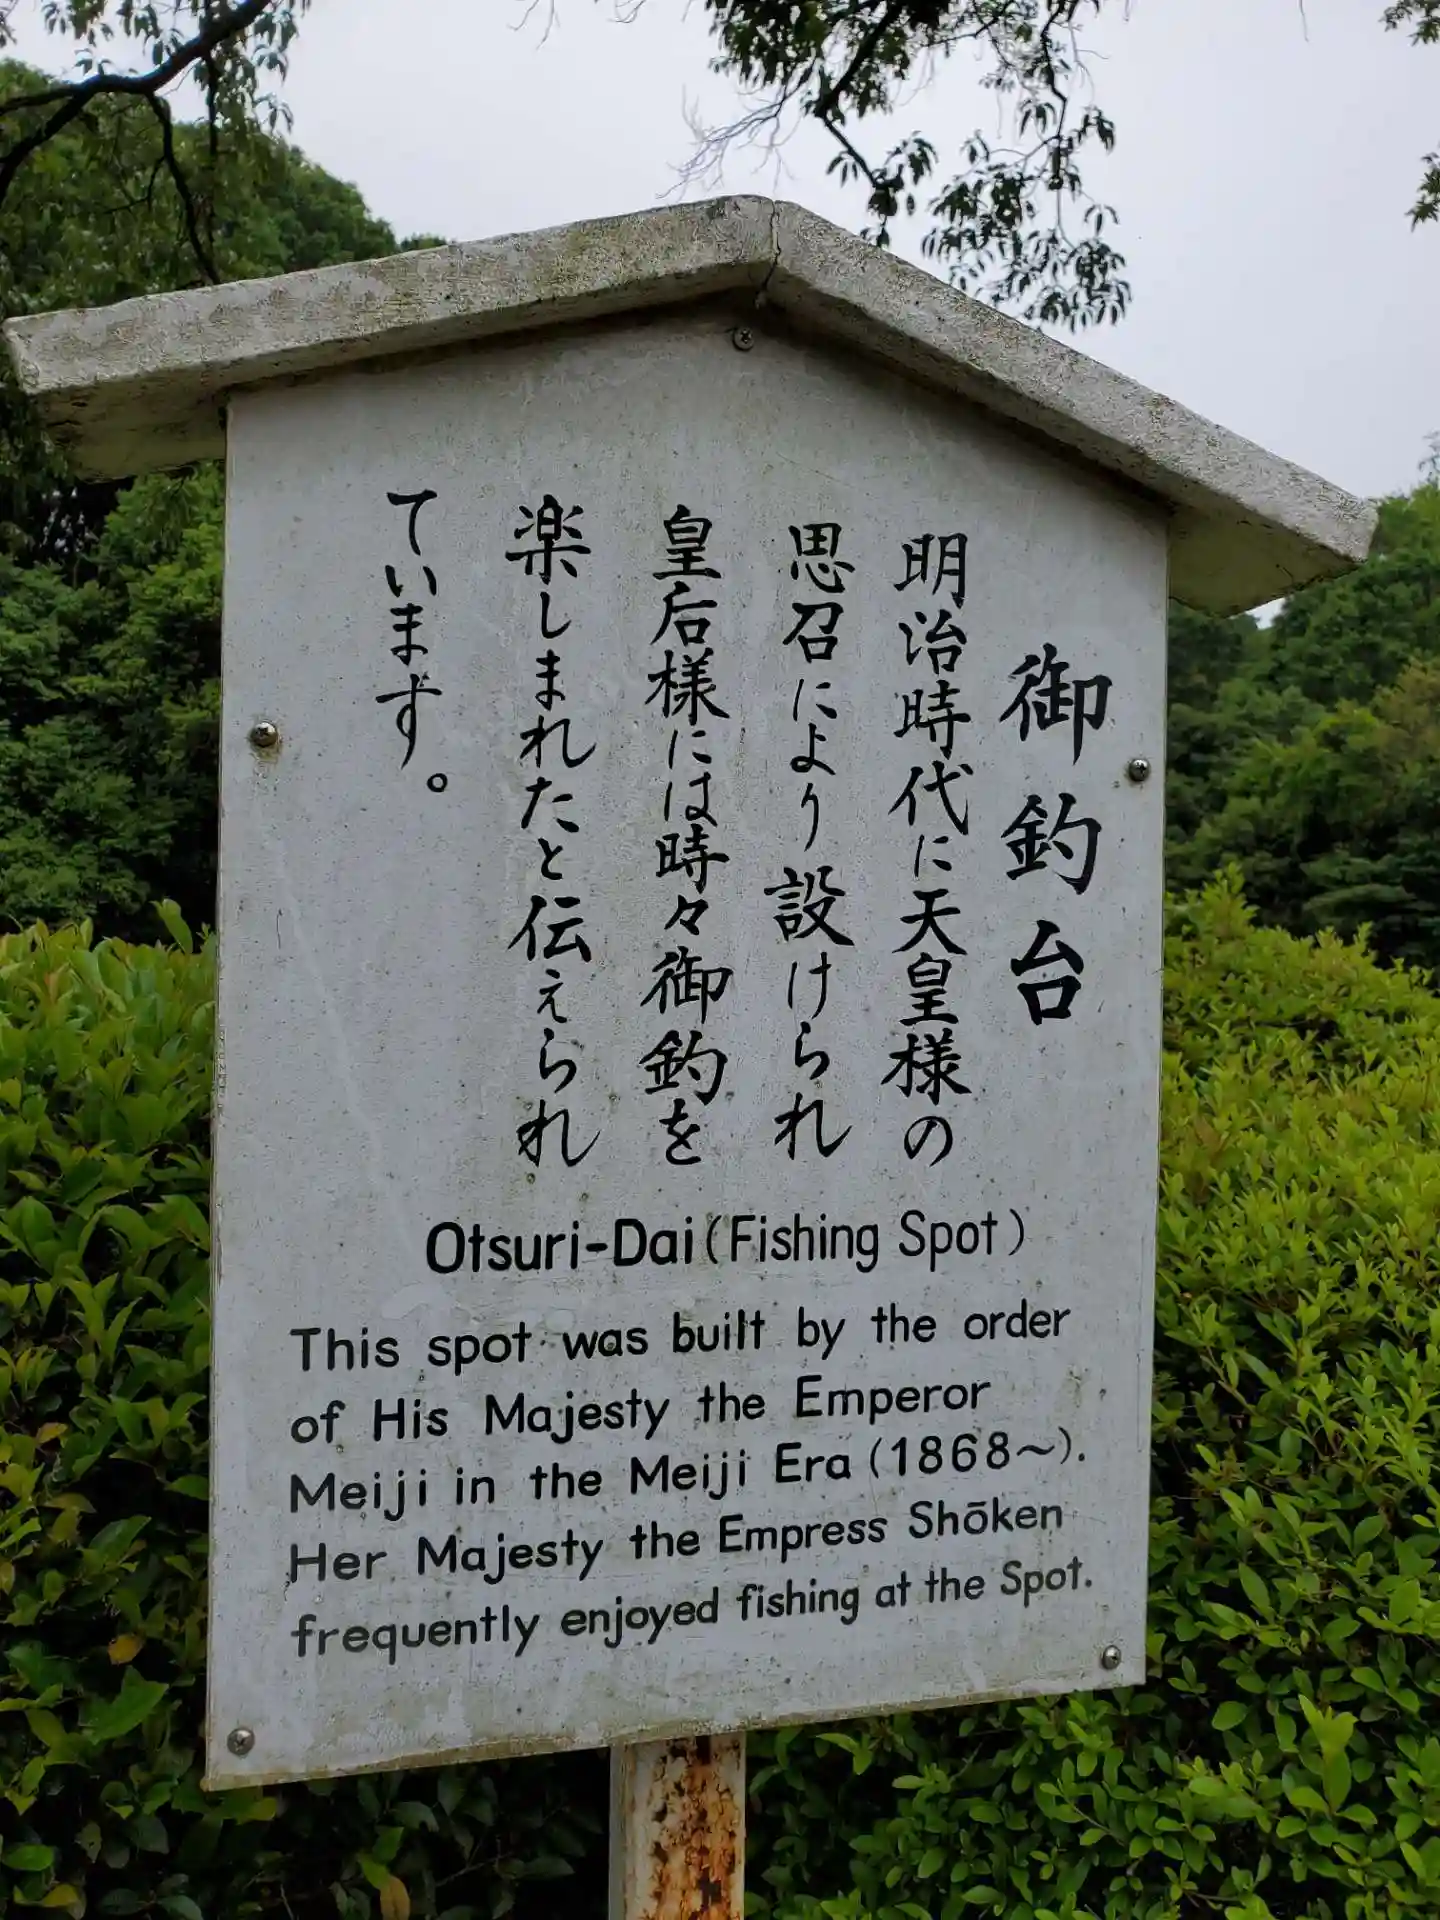 御釣台
明治時代に天皇様の
思召により設けられ
皇后様には時々御釣を
楽しまれたと伝えられ
ています。
Otsuri-Dai (Fishing Spot)
This spot was built by the order
of His Majesty the Emperor
Meiji in the Meiji Era (1868~).
Her Majesty the Empress Shōken
frequently enjoyed fishing at the Spot.